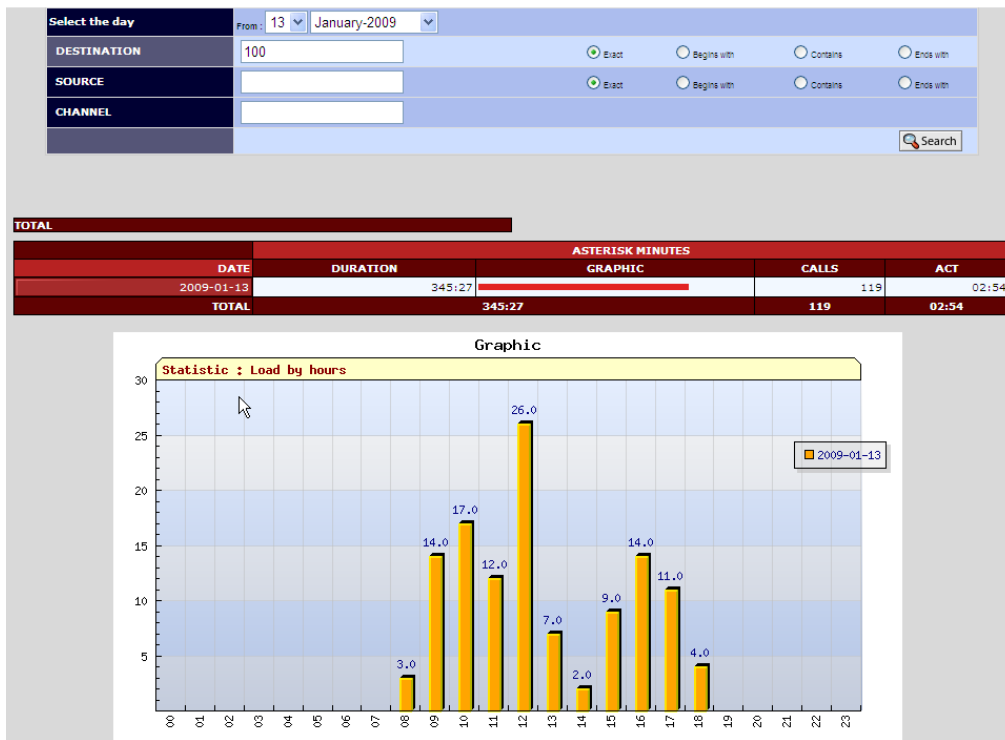 Select the day From : 13 January-2009
DESTINATION 100 Exact Begins with Contains Ends with
SOURCE Exact Begins with Contains Ends with
CHANNEL
Search
TOTAL
ASTERISK MINUTES
DATE DURATION GRAPHIC CALLS ACT
2009-01-13 345:27 119 02:54
TOTAL 345:27 119 02:54
Graphic
Statistic : Load by hours
30
25
20
15
10
5
26.0
2009-01-13
17.0
14.0 14.0
12.0 11.0
9.0
7.0
3.0 4.0
2.0
00 01 02 03 04 05 06 07 08 09 10 11 12 13 14 15 16 17 18 19 20 21 22 23